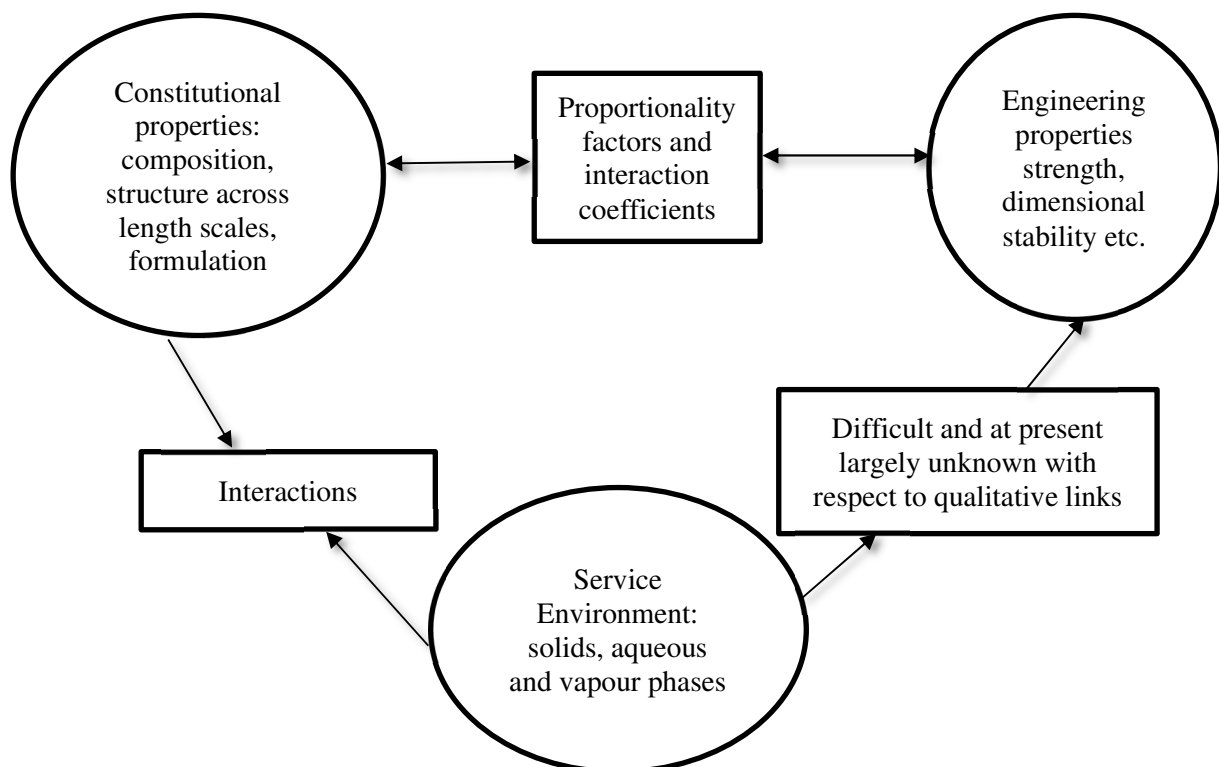 Constitutional
properties:
composition,
structure across
length scales,
formulation
Proportionality
factors and
interaction
coefficients
Engineering
properties
strength,
dimensional
stability etc.
Interactions
Difficult and at present
largely unknown with
respect to qualitative links
Service
Environment:
solids, aqueous
and vapour phases